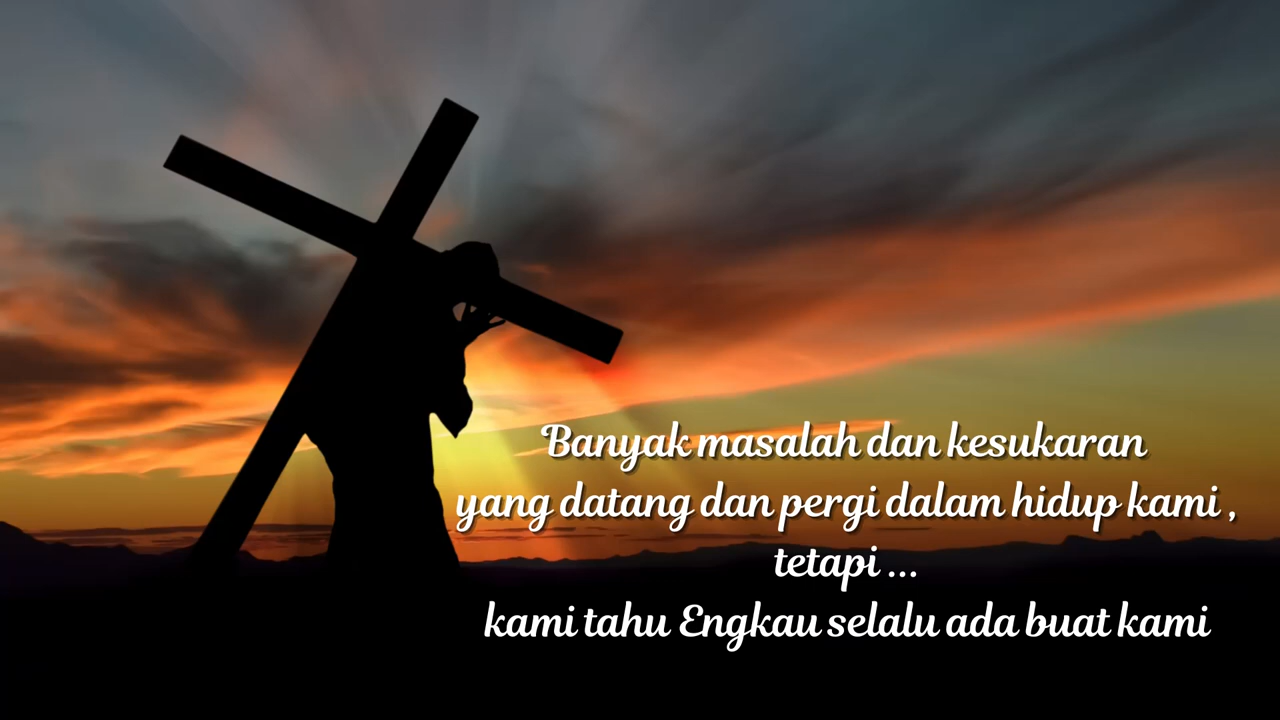 Banyak masalah dan kesukaran
yang datang dan pergi dalam hidup kami ,
tetapi ...
kami tahu Engkau selalu ada buat kami